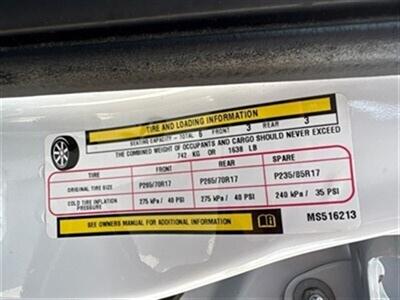 TIRE AND LOADING INFORMATION
SEATING CAPACITY - TOTAL 6 FRONT 3 REAR 3
THE COMBINED WEIGHT OF OCCUPANTS AND CARGO SHOULD NEVER EXCEED
742 KG OR 1638 LB
TIRE FRONT REAR SPARE
ORIGINAL TIRE SIZE P265/70R17 P265/70R17 P235/85R17
COLD TIRE INFLATION PRESSURE 275 kPa / 40 PSI 275 kPa / 40 PSI 240 kPa / 35 PSI
SEE OWNERS MANUAL FOR ADDITIONAL INFORMATION
MS516213